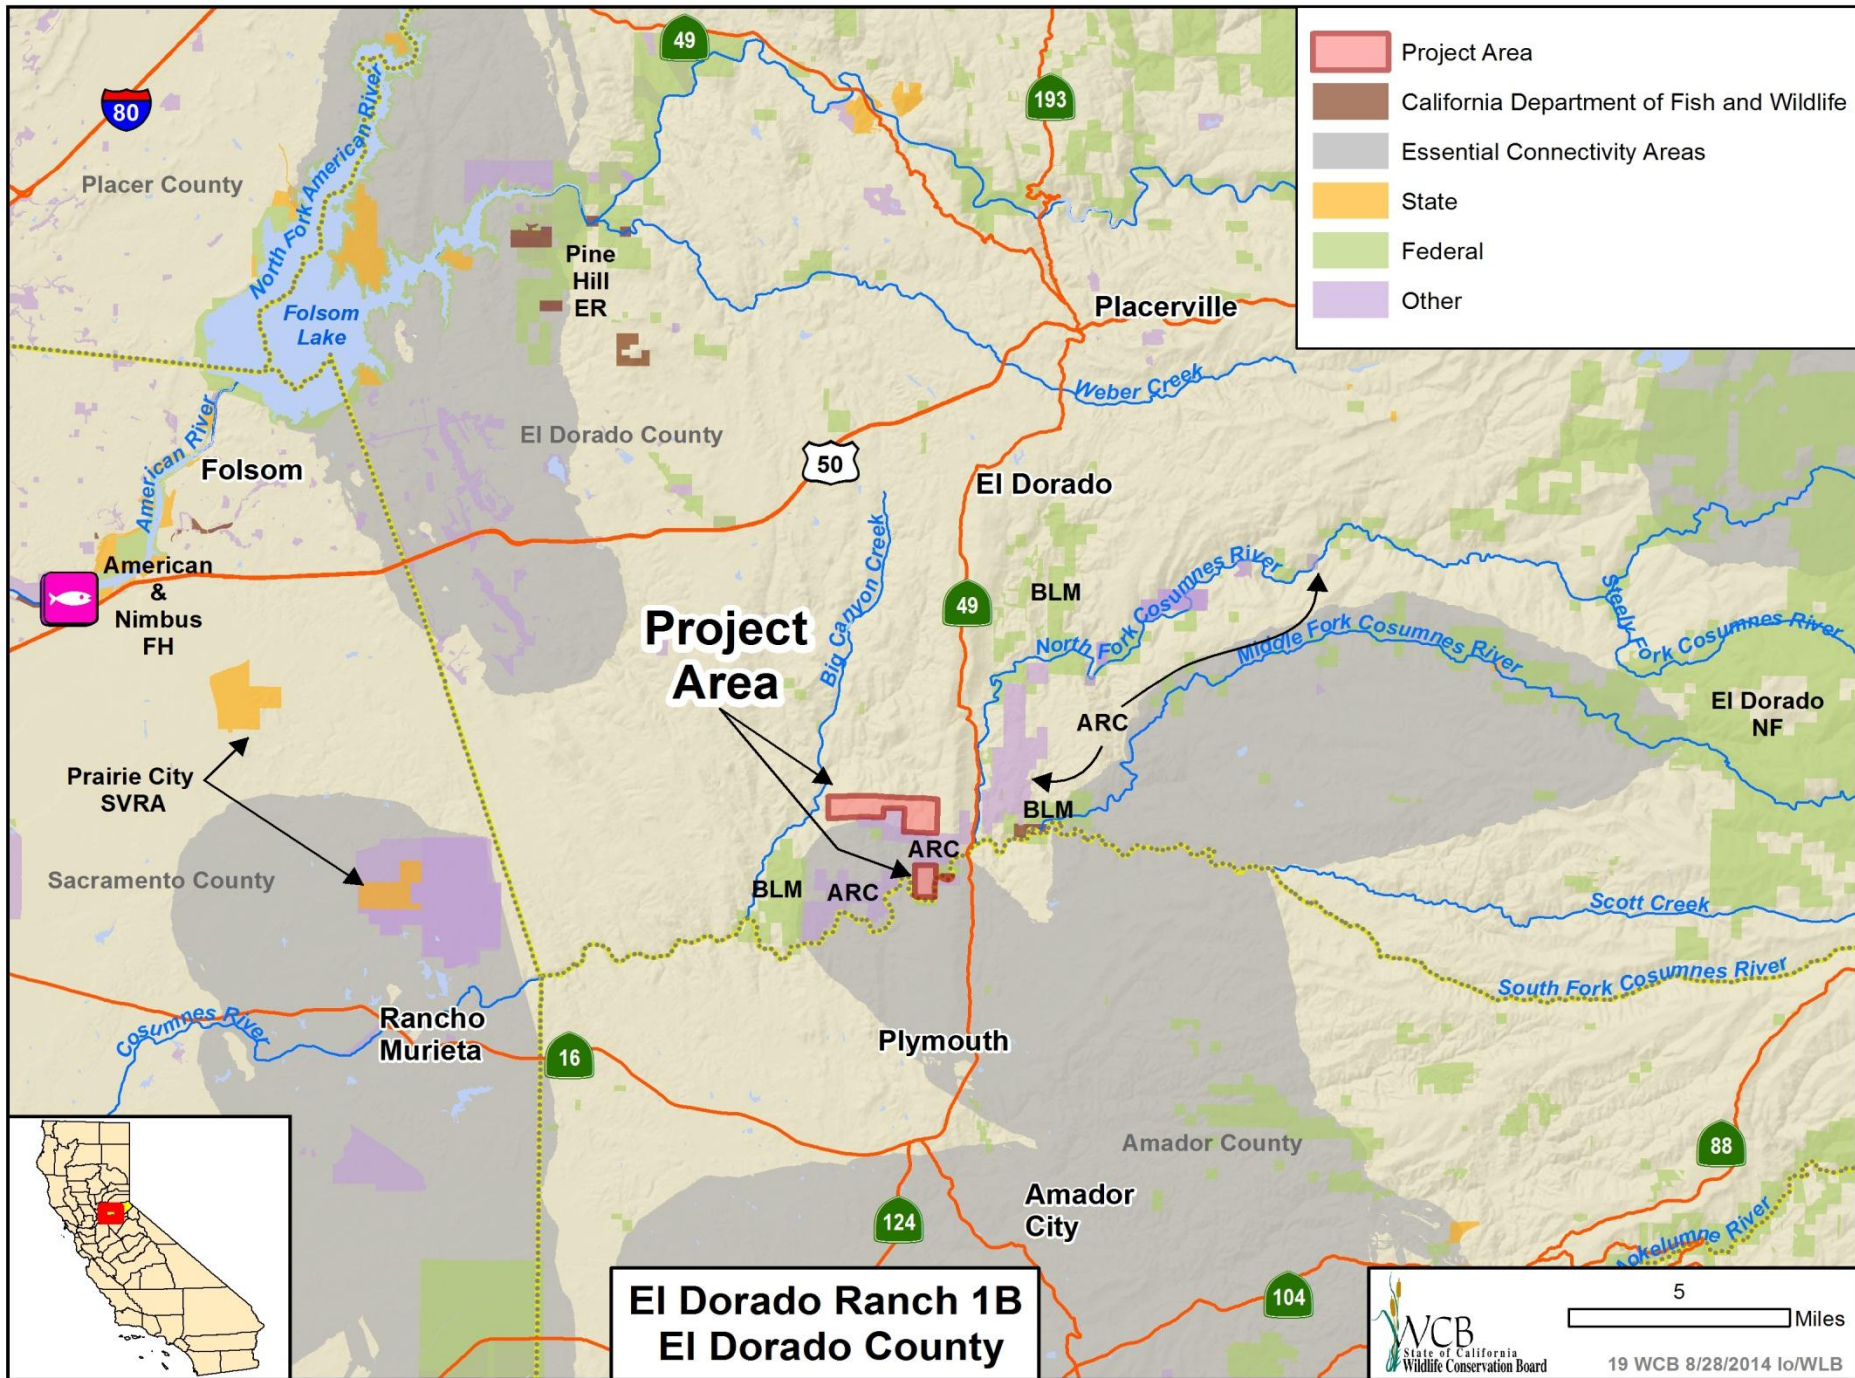 49
193
80
Placer County
North Fork American River
Folsom
Lake
Pine
Hill
ER
Placerville
Weber Creek
American River
El Dorado County
Folsom
50
El Dorado
American
&
Nimbus
FH
Big Canyon Creek
49
BLM
North Fork Cosumnes River
Middle Fork Cosumnes River
Steely Fork Cosumnes River
Project
Area
El Dorado
NF
ARC
Prairie City
SVRA
BLM
ARC
Sacramento County
BLM
ARC
Scott Creek
South Fork Cosumnes River
Cosumnes River
Rancho
Murieta
16
Plymouth
Amador County
88
Amador
City
124
104
Project Area
California Department of Fish and Wildlife
Essential Connectivity Areas
State
Federal
Other
El Dorado Ranch 1B
El Dorado County
WCB
State of California
Wildlife Conservation Board
5
Miles
19 WCB 8/28/2014 lo/WLB
okelumne River